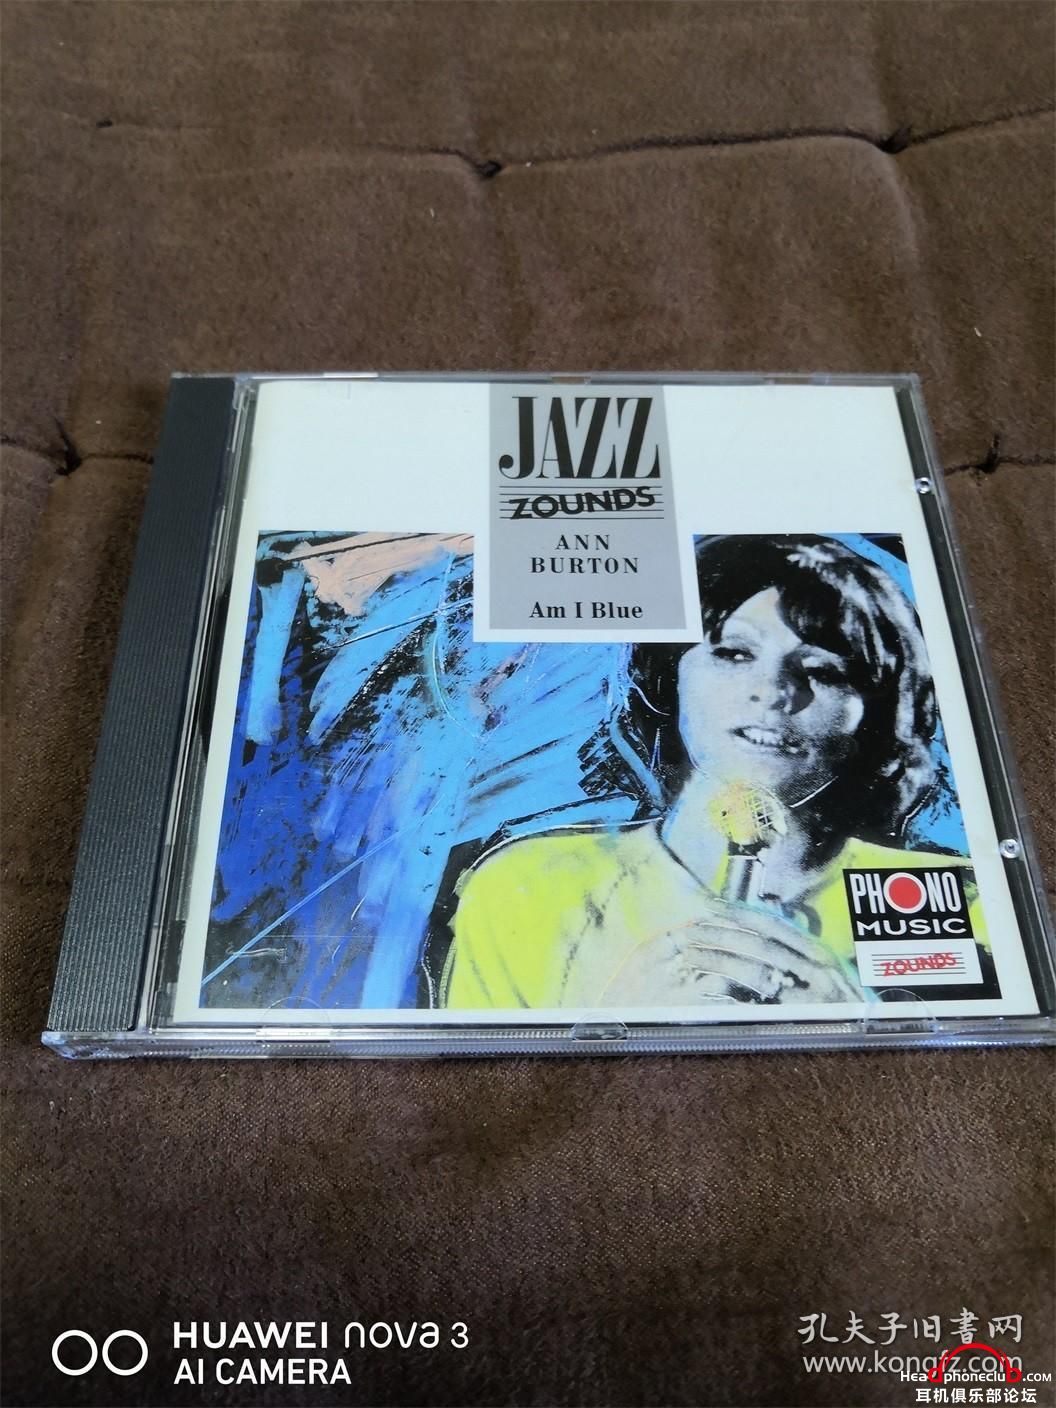 JAZZ
ZOUNDS
ANN
BURTON
Am I Blue
PHONO
MUSIC
ZOUNDS
HUAWEI nova 3
AI CAMERA
孔夫子旧書网
www.kongfz.com
Headphoneclub.com
耳机俱乐部论坛